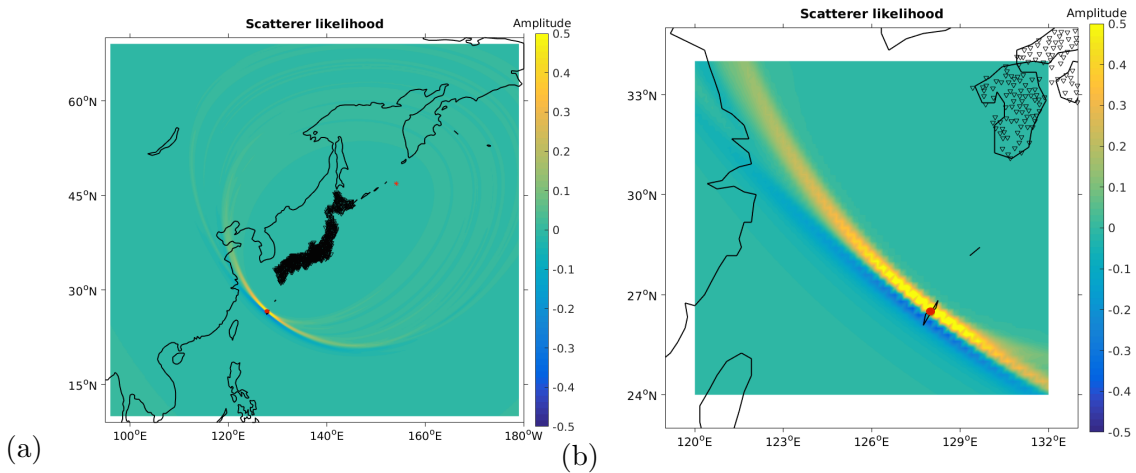 Scatterer likelihood
Amplitude
0.5
0.4
0.3
0.2
0.1
0
-0.1
-0.2
-0.3
-0.4
-0.5
60°N
45°N
30°N
15°N
100°E 120°E 140°E 160°E 180°W
(a)
Scatterer likelihood
Amplitude
0.5
0.4
0.3
0.2
0.1
0
-0.1
-0.2
-0.3
-0.4
-0.5
33°N
30°N
27°N
24°N
120°E 123°E 126°E 129°E 132°E
(b)